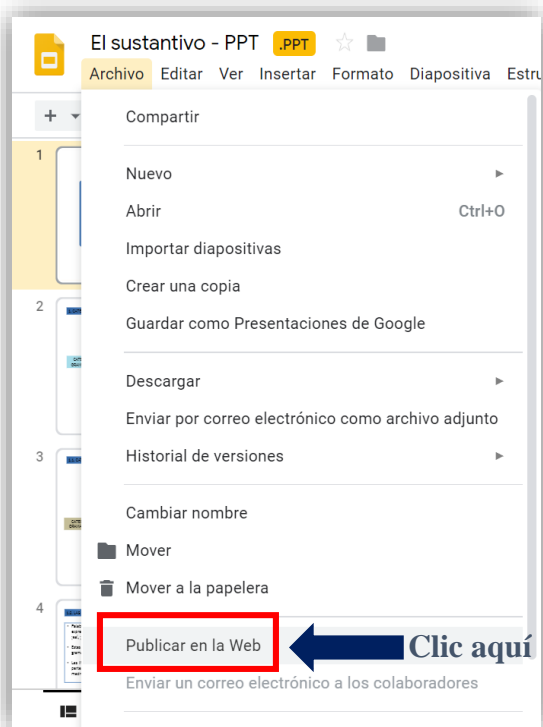 El sustantivo - PPT .PPT
Archivo Editar Ver Insertar Formato Diapositiva Estru
+
Compartir
1
Nuevo
Abrir Ctrl+O
Importar diapositivas
Crear una copia
2
Guardar como Presentaciones de Google
Descargar
Enviar por correo electrónico como archivo adjunto
3
Historial de versiones
Cambiar nombre
Mover
Mover a la papelera
4
Publicar en la Web Clic aquí
Enviar un correo electrónico a los colaboradores